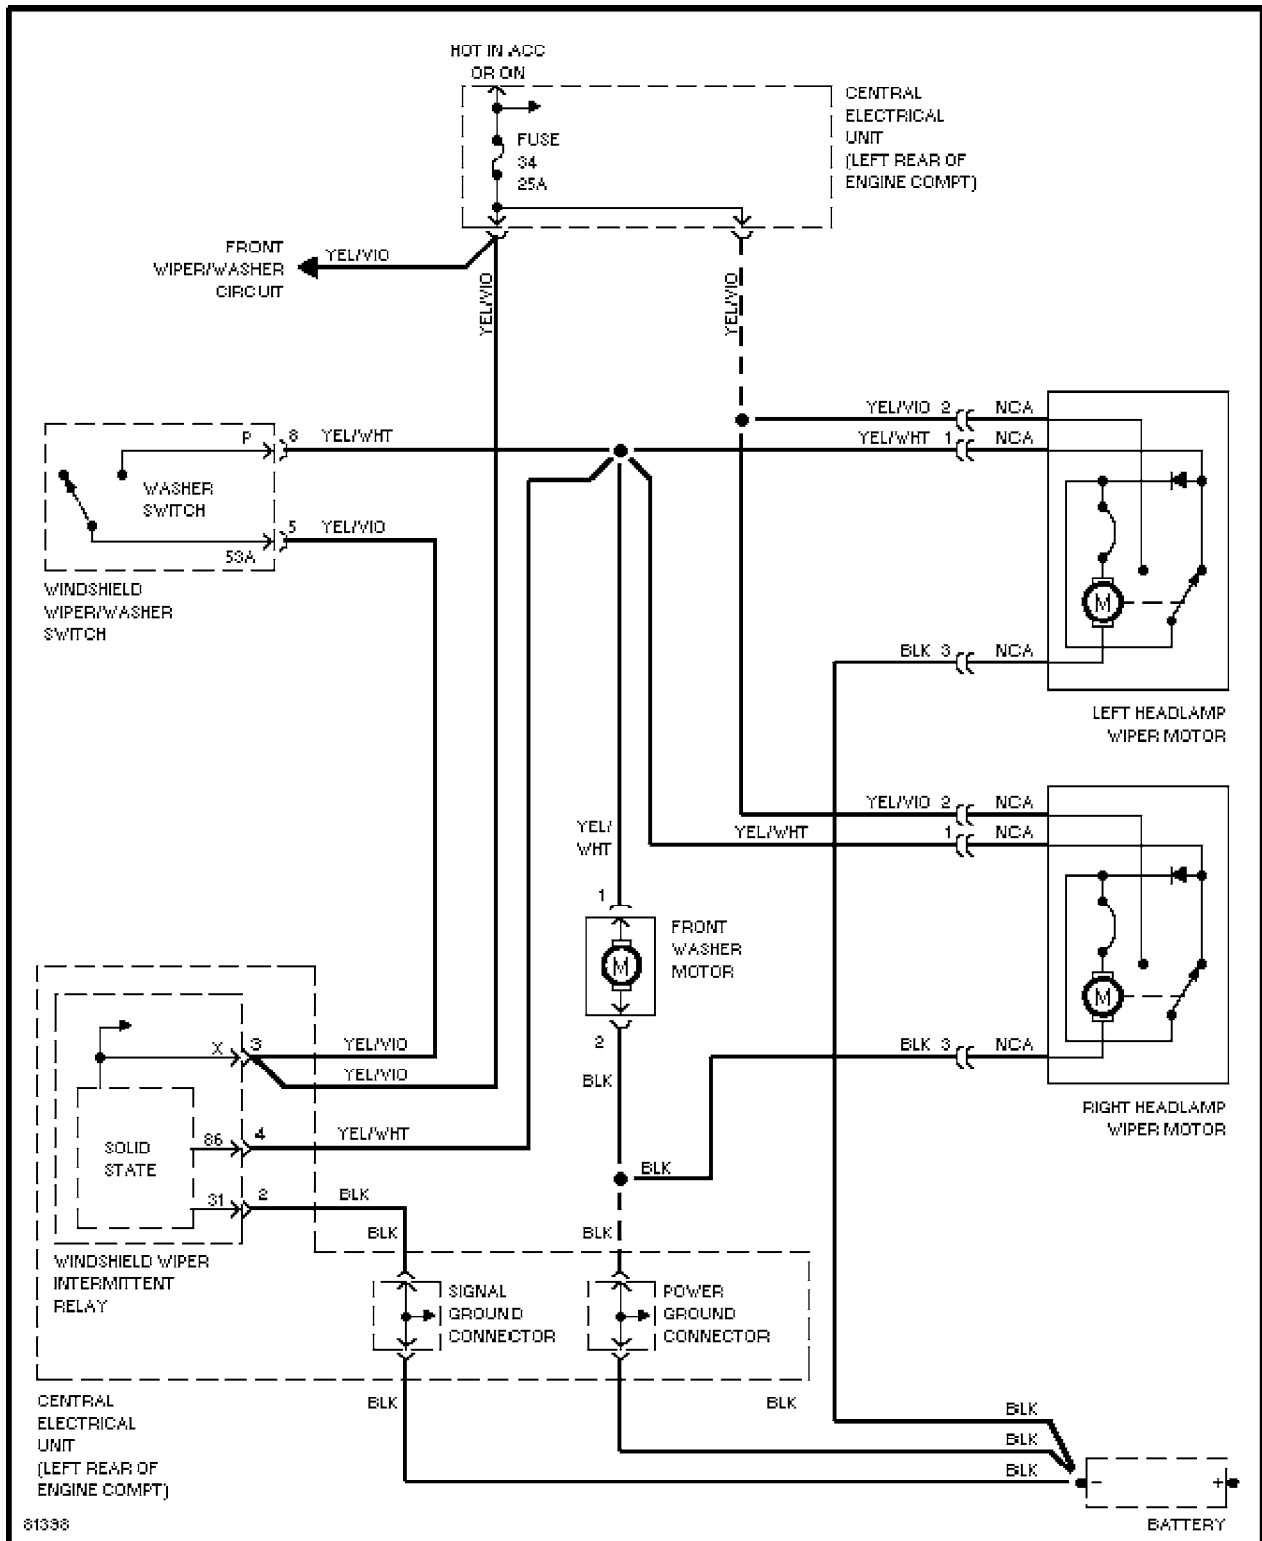 HOT IN ACC
OR ON
CENTRAL
ELECTRICAL
UNIT
(LEFT REAR OF
ENGINE COMPT)
FUSE
34
25A
FRONT
WIPER/WASHER
CIRCUIT
YEL/VIO
YEL/VIO
YEL/VIO
YEL/VIO 2 NCA
YEL/WHT 1 NCA
P 8 YEL/WHT
WASHER
SWITCH
5 YEL/VIO
53A
WINDSHIELD
WIPER/WASHER
SWITCH
M
BLK 3 NCA
LEFT HEADLAMP
WIPER MOTOR
YEL/VIO 2 NCA
YEL/WHT 1 NCA
YEL/
WHT
1
FRONT
WASHER
MOTOR
M
2
BLK
M
BLK 3 NCA
RIGHT HEADLAMP
WIPER MOTOR
X 3 YEL/VIO
YEL/VIO
SOLID
STATE
86 4 YEL/WHT
31 2 BLK
BLK
BLK
BLK
WINDSHIELD WIPER
INTERMITTENT
RELAY
SIGNAL
GROUND
CONNECTOR
POWER
GROUND
CONNECTOR
CENTRAL
ELECTRICAL
UNIT
(LEFT REAR OF
ENGINE COMPT)
BLK
BLK
BLK
BLK
BLK
- +
BATTERY
81398